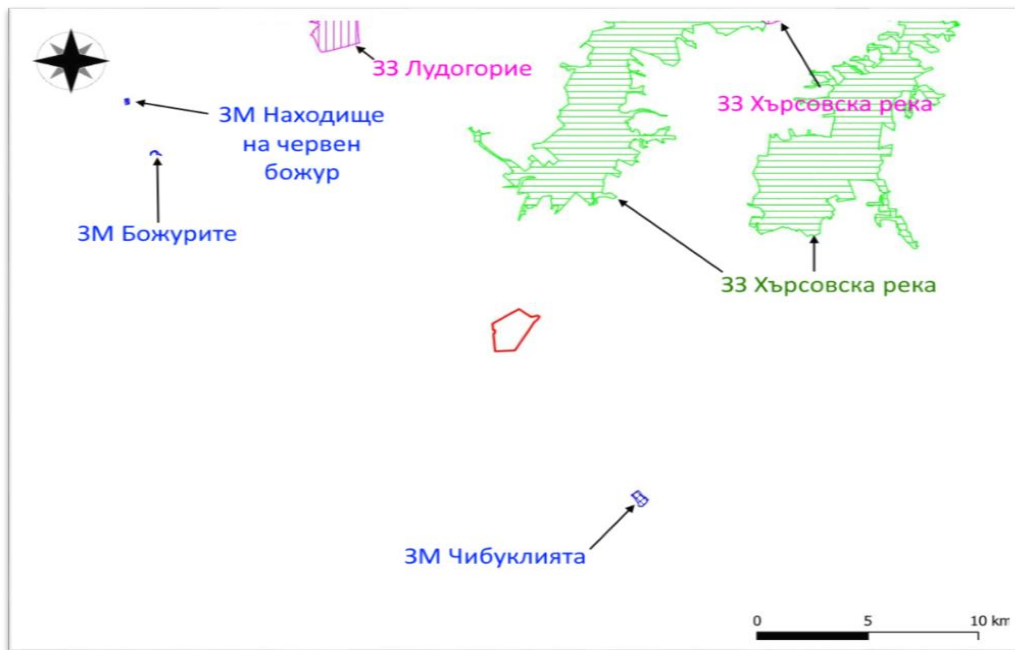 ЗЗ Лудогорие
ЗЗ Хърсовска река
ЗМ Находище
на червен
божур
ЗМ Божурите
ЗЗ Хърсовска река
ЗМ Чибуклията
0 5 10 km